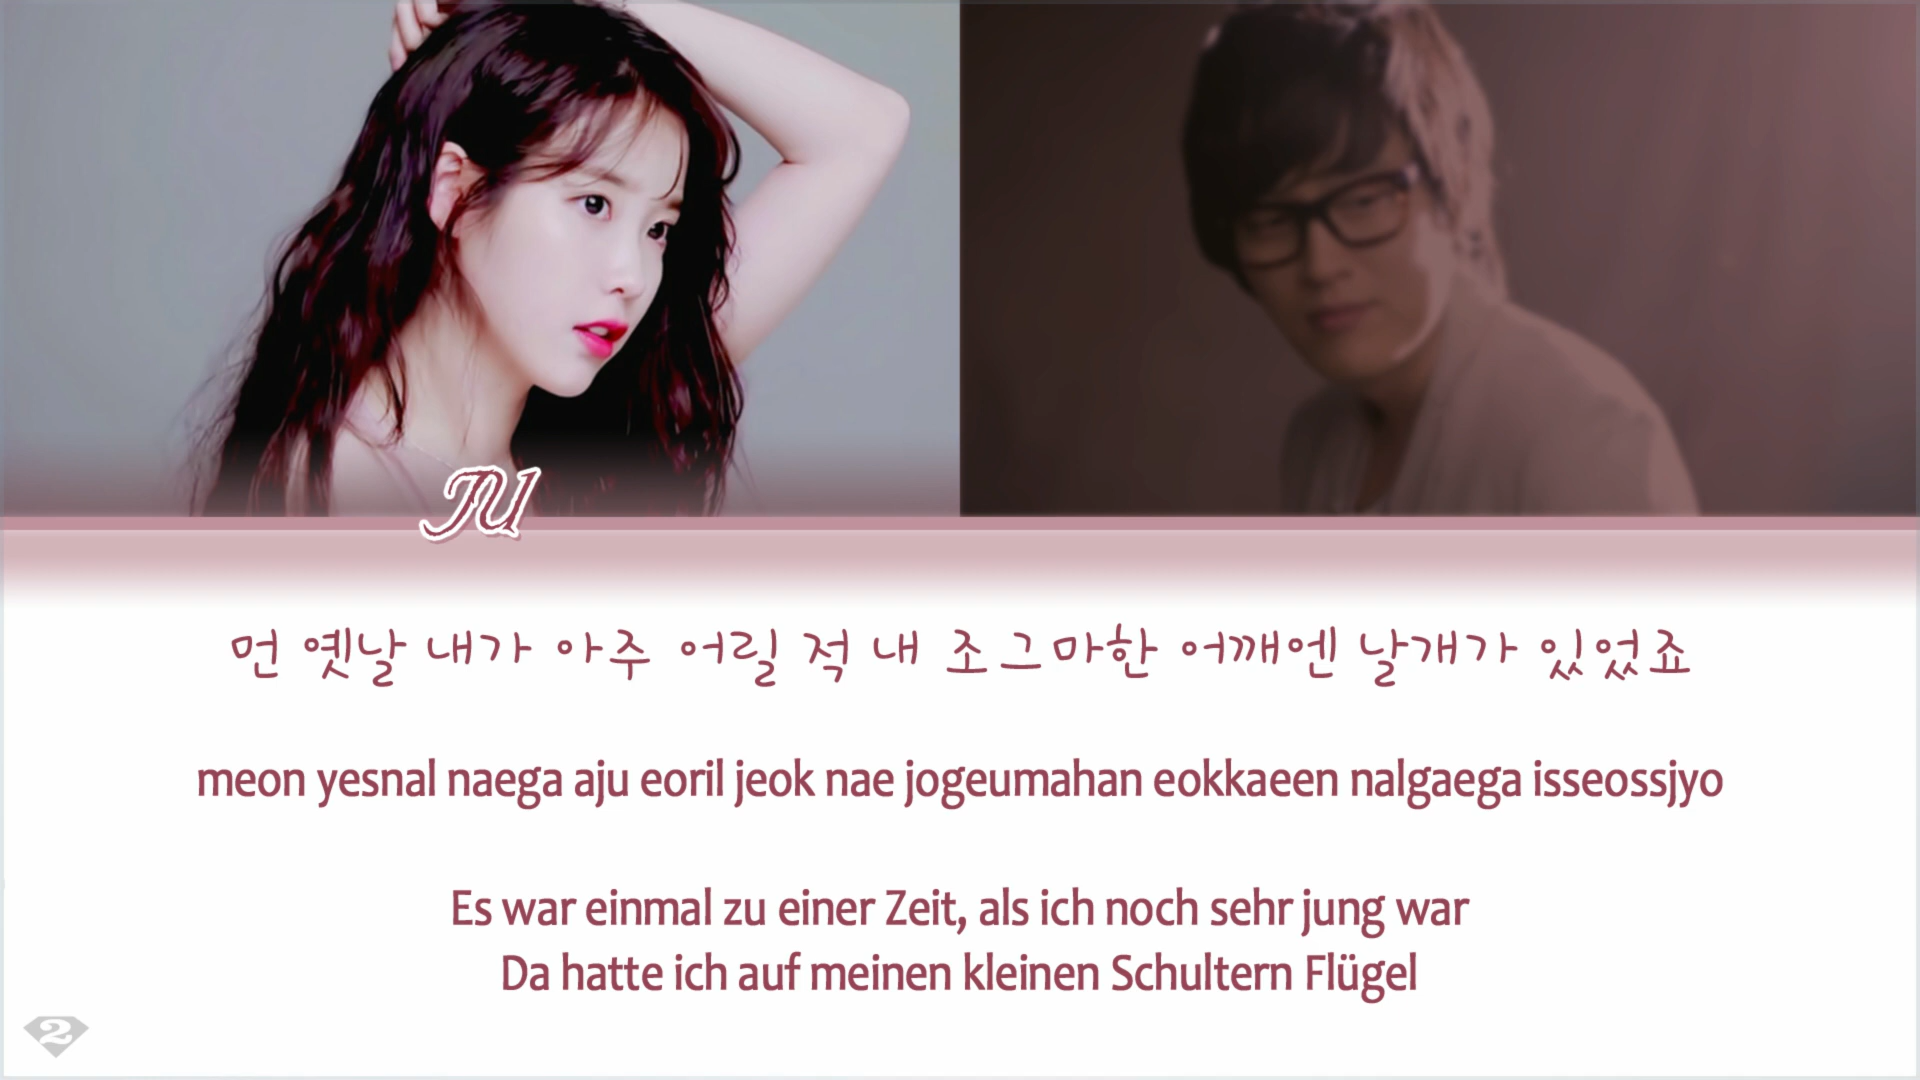 IU
먼 옛날 내가 아주 어릴 적 내 조그마한 어깨엔 날개가 있었죠
meon yesnal naega aju eoril jeok nae jogeumahan eokkaeen nalgaega isseossjyo
Es war einmal zu einer Zeit, als ich noch sehr jung war
Da hatte ich auf meinen kleinen Schultern Flügel
2